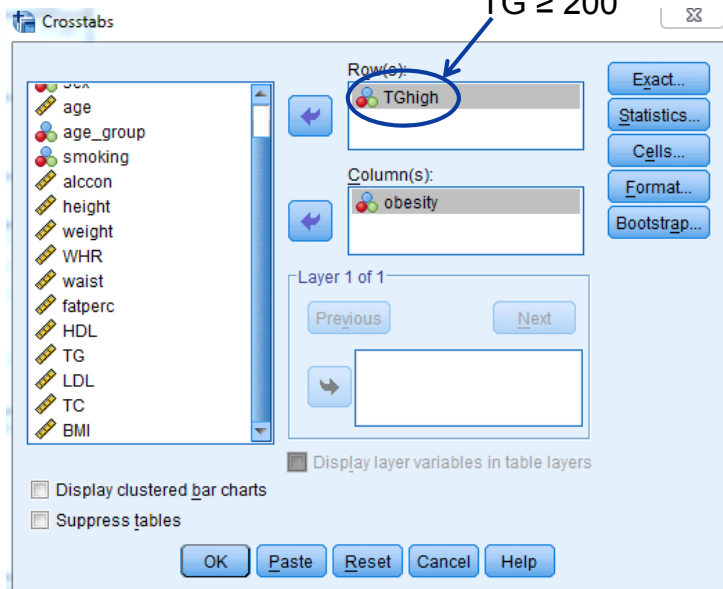 TG ≥ 200
Crosstabs
Row(s):
TGhigh
Column(s):
obesity
sex
age
age_group
smoking
alccon
height
weight
WHR
waist
fatperc
HDL
TG
LDL
TC
BMI
Layer 1 of 1
Previous
Next
Display layer variables in table layers
Exact...
Statistics...
Cells...
Format...
Bootstrap...
Display clustered bar charts
Suppress tables
OK Paste Reset Cancel Help